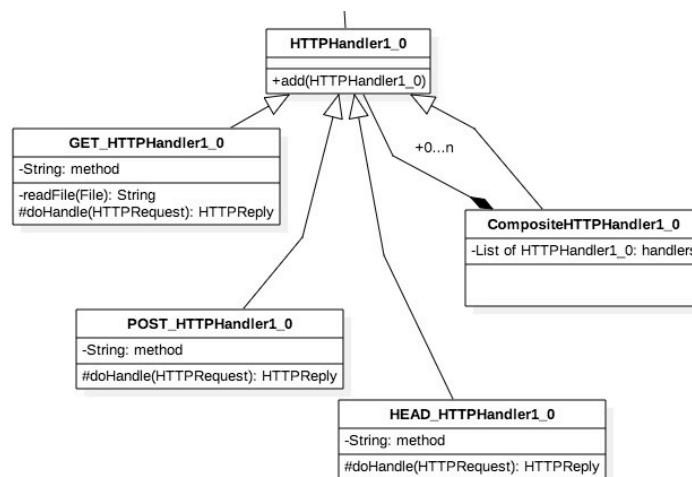 HTTPHandler1_0
+add(HTTPHandler1_0)
GET_HTTPHandler1_0
-String: method
-readFile(File): String
#doHandle(HTTPRequest): HTTPReply
+0...n
CompositeHTTPHandler1_0
-List of HTTPHandler1_0: handlers
POST_HTTPHandler1_0
-String: method
#doHandle(HTTPRequest): HTTPReply
HEAD_HTTPHandler1_0
-String: method
#doHandle(HTTPRequest): HTTPReply